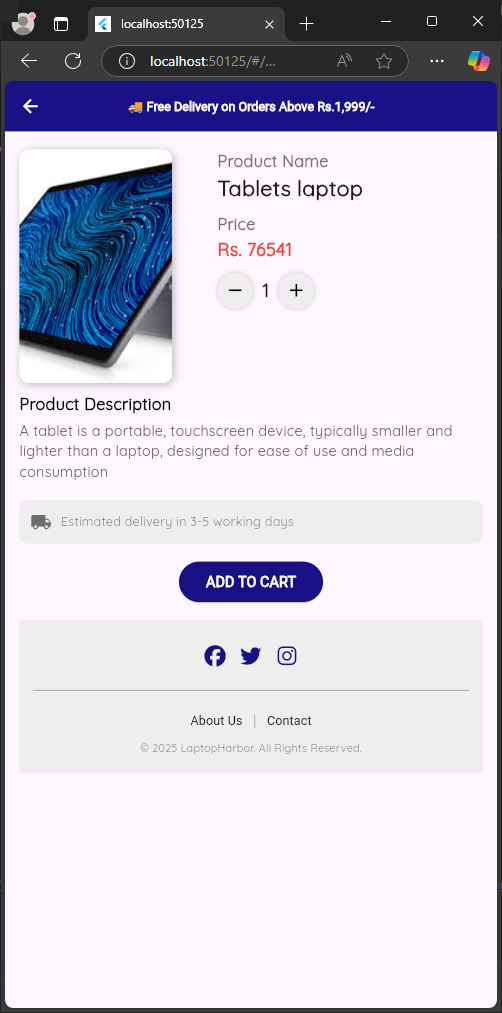 localhost:50125
localhost:50125/#/...
🚚 Free Delivery on Orders Above Rs.1,999/-
Product Name
Tablets laptop
Price
Rs. 76541
1
Product Description
A tablet is a portable, touchscreen device, typically smaller and
lighter than a laptop, designed for ease of use and media
consumption
Estimated delivery in 3-5 working days
ADD TO CART
About Us | Contact
© 2025 LaptopHarbor. All Rights Reserved.